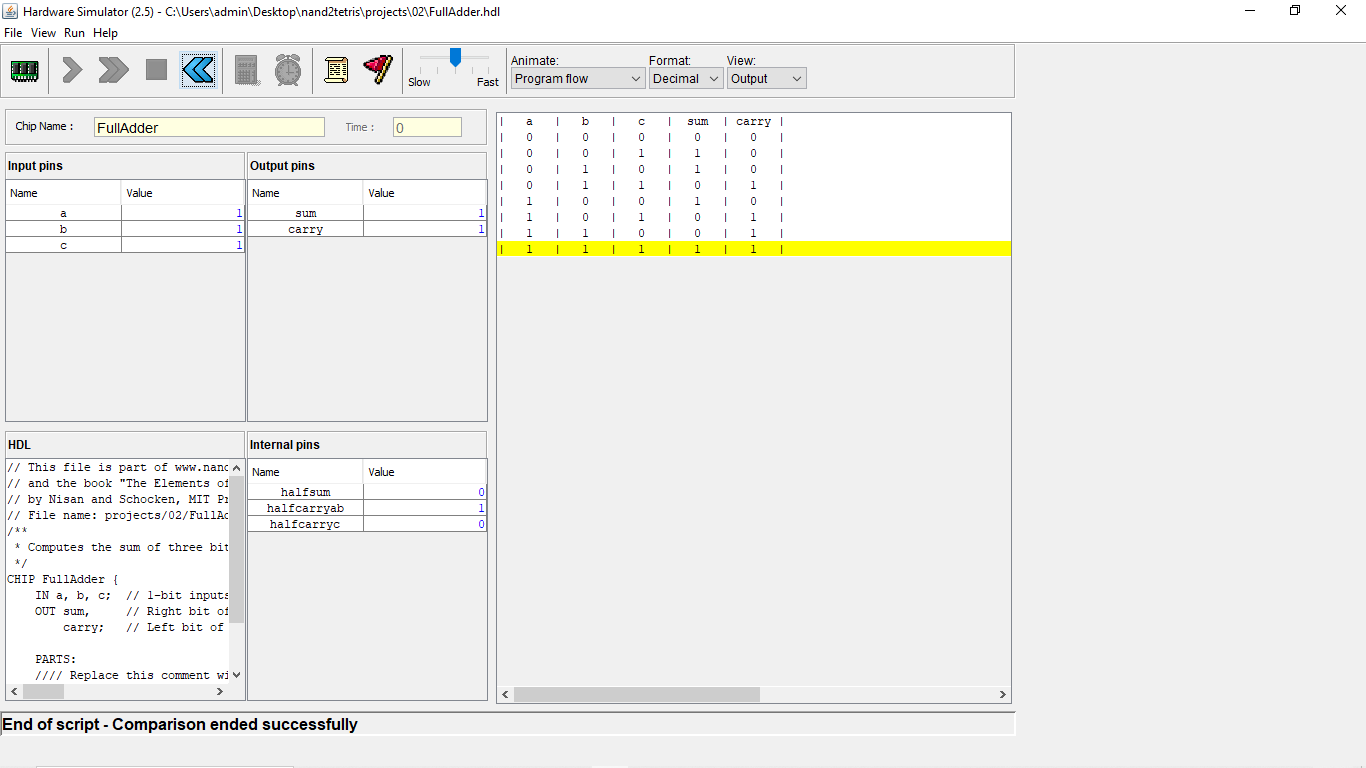 Hardware Simulator (2.5) - C:\Users\admin\Desktop\nand2tetris\projects\02\FullAdder.hdl
File View Run Help
Slow Fast
Animate: Format: View:
Program flow Decimal Output
Chip Name : FullAdder Time : 0
Input pins
Name Value
a 1
b 1
c 1
Output pins
Name Value
sum 1
carry 1
HDL
// This file is part of www.nand
// and the book "The Elements of
// by Nisan and Schocken, MIT Pr
// File name: projects/02/FullAd
/**
* Computes the sum of three bit
*/
CHIP FullAdder {
IN a, b, c; // 1-bit inputs
OUT sum, // Right bit of
carry; // Left bit of
PARTS:
//// Replace this comment wi
Internal pins
Name Value
halfsum 0
halfcarryab 1
halfcarryc 0
| a | b | c | sum | carry |
| 0 | 0 | 0 | 0 | 0 |
| 0 | 0 | 1 | 1 | 0 |
| 0 | 1 | 0 | 1 | 0 |
| 0 | 1 | 1 | 0 | 1 |
| 1 | 0 | 0 | 1 | 0 |
| 1 | 0 | 1 | 0 | 1 |
| 1 | 1 | 0 | 0 | 1 |
| 1 | 1 | 1 | 1 | 1 |
End of script - Comparison ended successfully